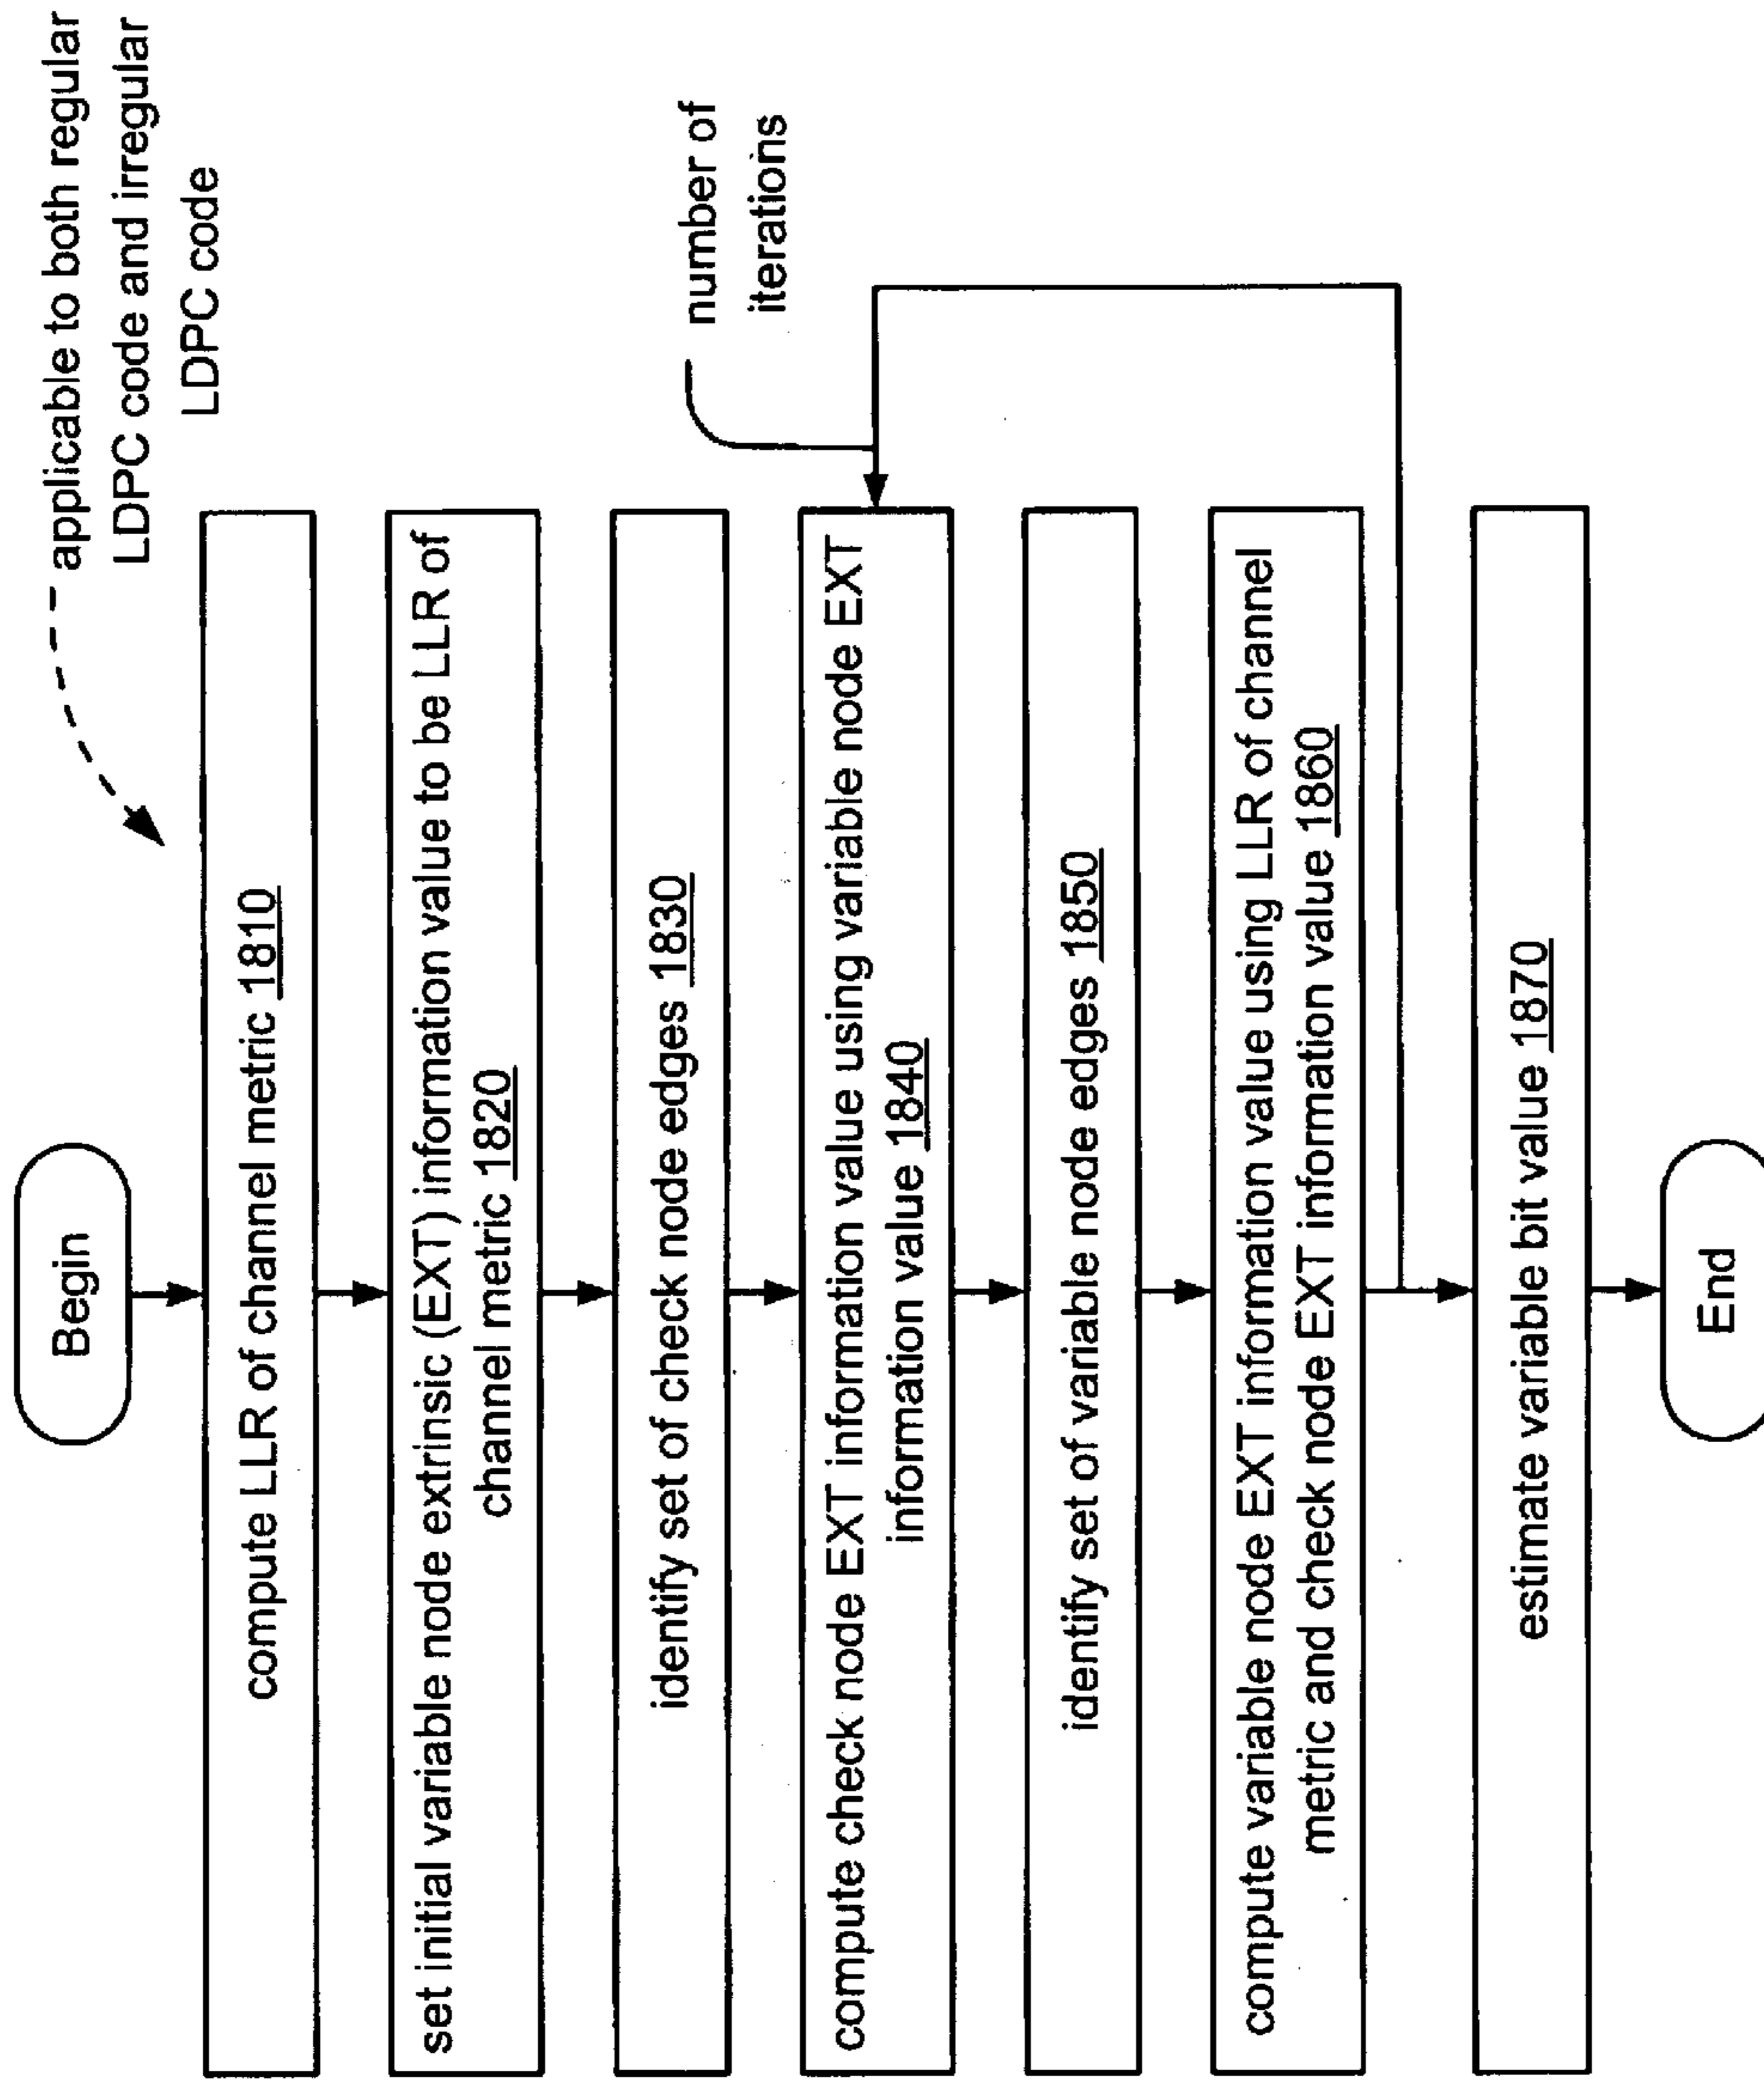 applicable to both regular
LDPC code and irregular
LDPC code
Begin
compute LLR of channel metric 1810
set initial variable node extrinsic (EXT) information value to be LLR of
channel metric 1820
identify set of check node edges 1830
number of
iterations
compute check node EXT information value using variable node EXT
information value 1840
identify set of variable node edges 1850
compute variable node EXT information value using LLR of channel
metric and check node EXT information value 1860
estimate variable bit value 1870
End